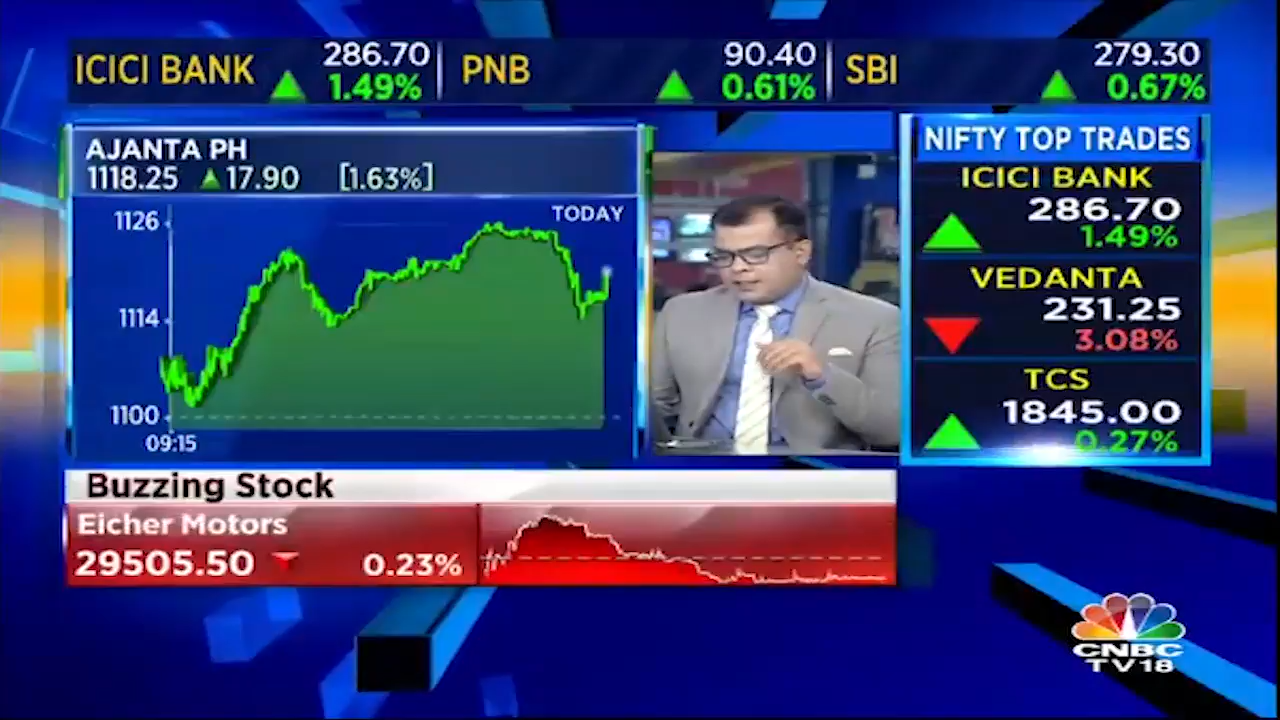 ICICI BANK 286.70 1.49% PNB 90.40 0.61% SBI 279.30 0.67%
AJANTA PH
1118.25 17.90 [1.63%]
TODAY
1126
1114
1100
09:15
NIFTY TOP TRADES
ICICI BANK
286.70
1.49%
VEDANTA
231.25
3.08%
TCS
1845.00
0.27%
Buzzing Stock
Eicher Motors
29505.50 0.23%
CNBC
TV18